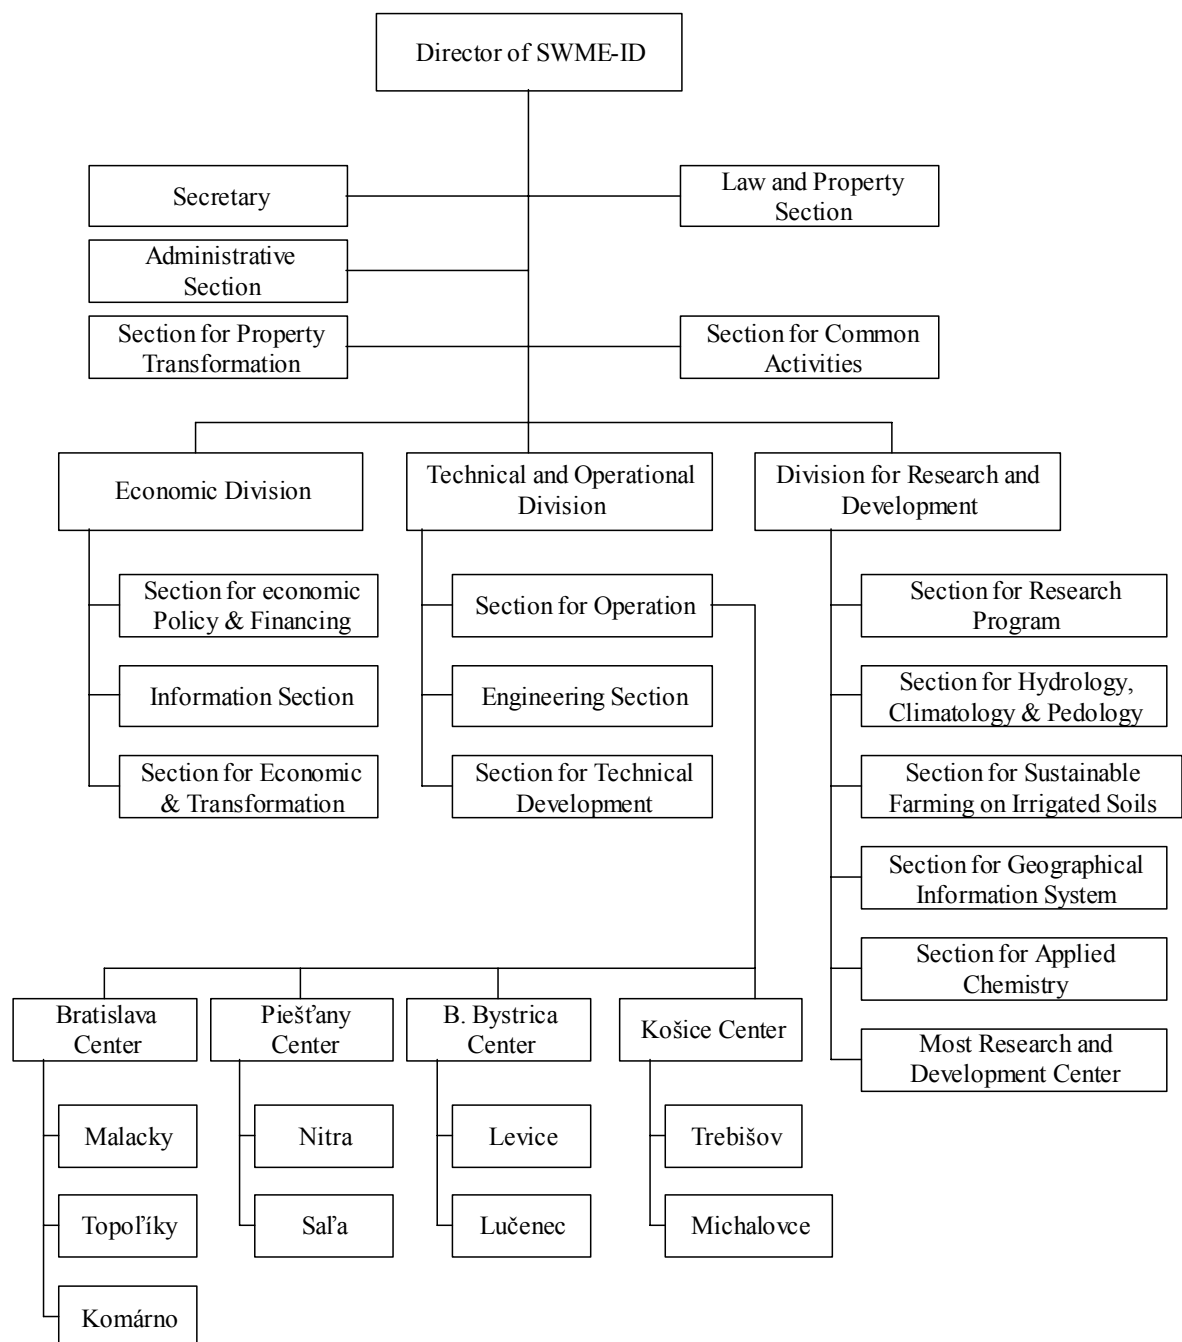 Director of SWME-ID
Secretary
Law and Property
Section
Administrative
Section
Section for Property
Transformation
Section for Common
Activities
Economic Division
Technical and Operational
Division
Division for Research and
Development
Section for economic
Policy & Financing
Information Section
Section for Economic
& Transformation
Section for Operation
Engineering Section
Section for Technical
Development
Section for Research
Program
Section for Hydrology,
Climatology & Pedology
Section for Sustainable
Farming on Irrigated Soils
Section for Geographical
Information System
Section for Applied
Chemistry
Most Research and
Development Center
Bratislava
Center
Malacky
Topoľíky
Komárno
Piešťany
Center
Nitra
Saľa
B. Bystrica
Center
Levice
Lučenec
Košice Center
Trebišov
Michalovce